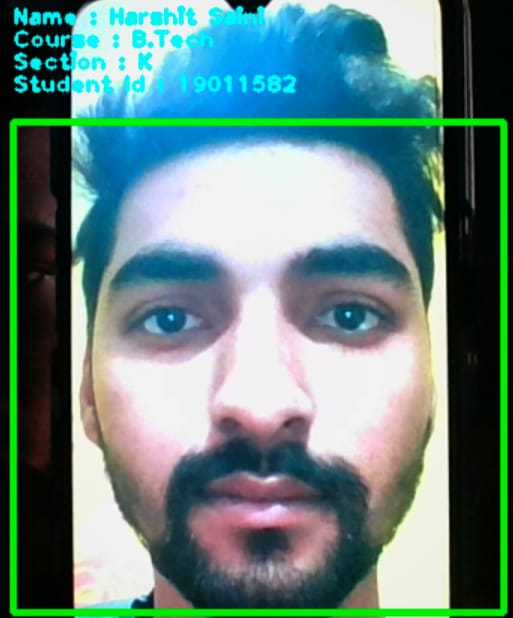 Name : Harshit Saini
Course : B.Tech
Section : K
Student Id : 19011582